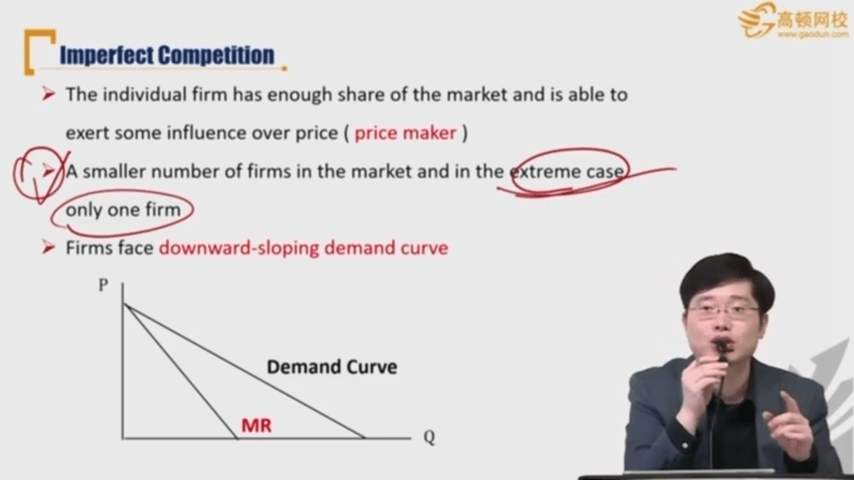 高顿网校
www.gaodun.com
Imperfect Competition
The individual firm has enough share of the market and is able to
exert some influence over price ( price maker )
A smaller number of firms in the market and in the extreme case
only one firm
Firms face downward-sloping demand curve
P
Demand Curve
MR
Q